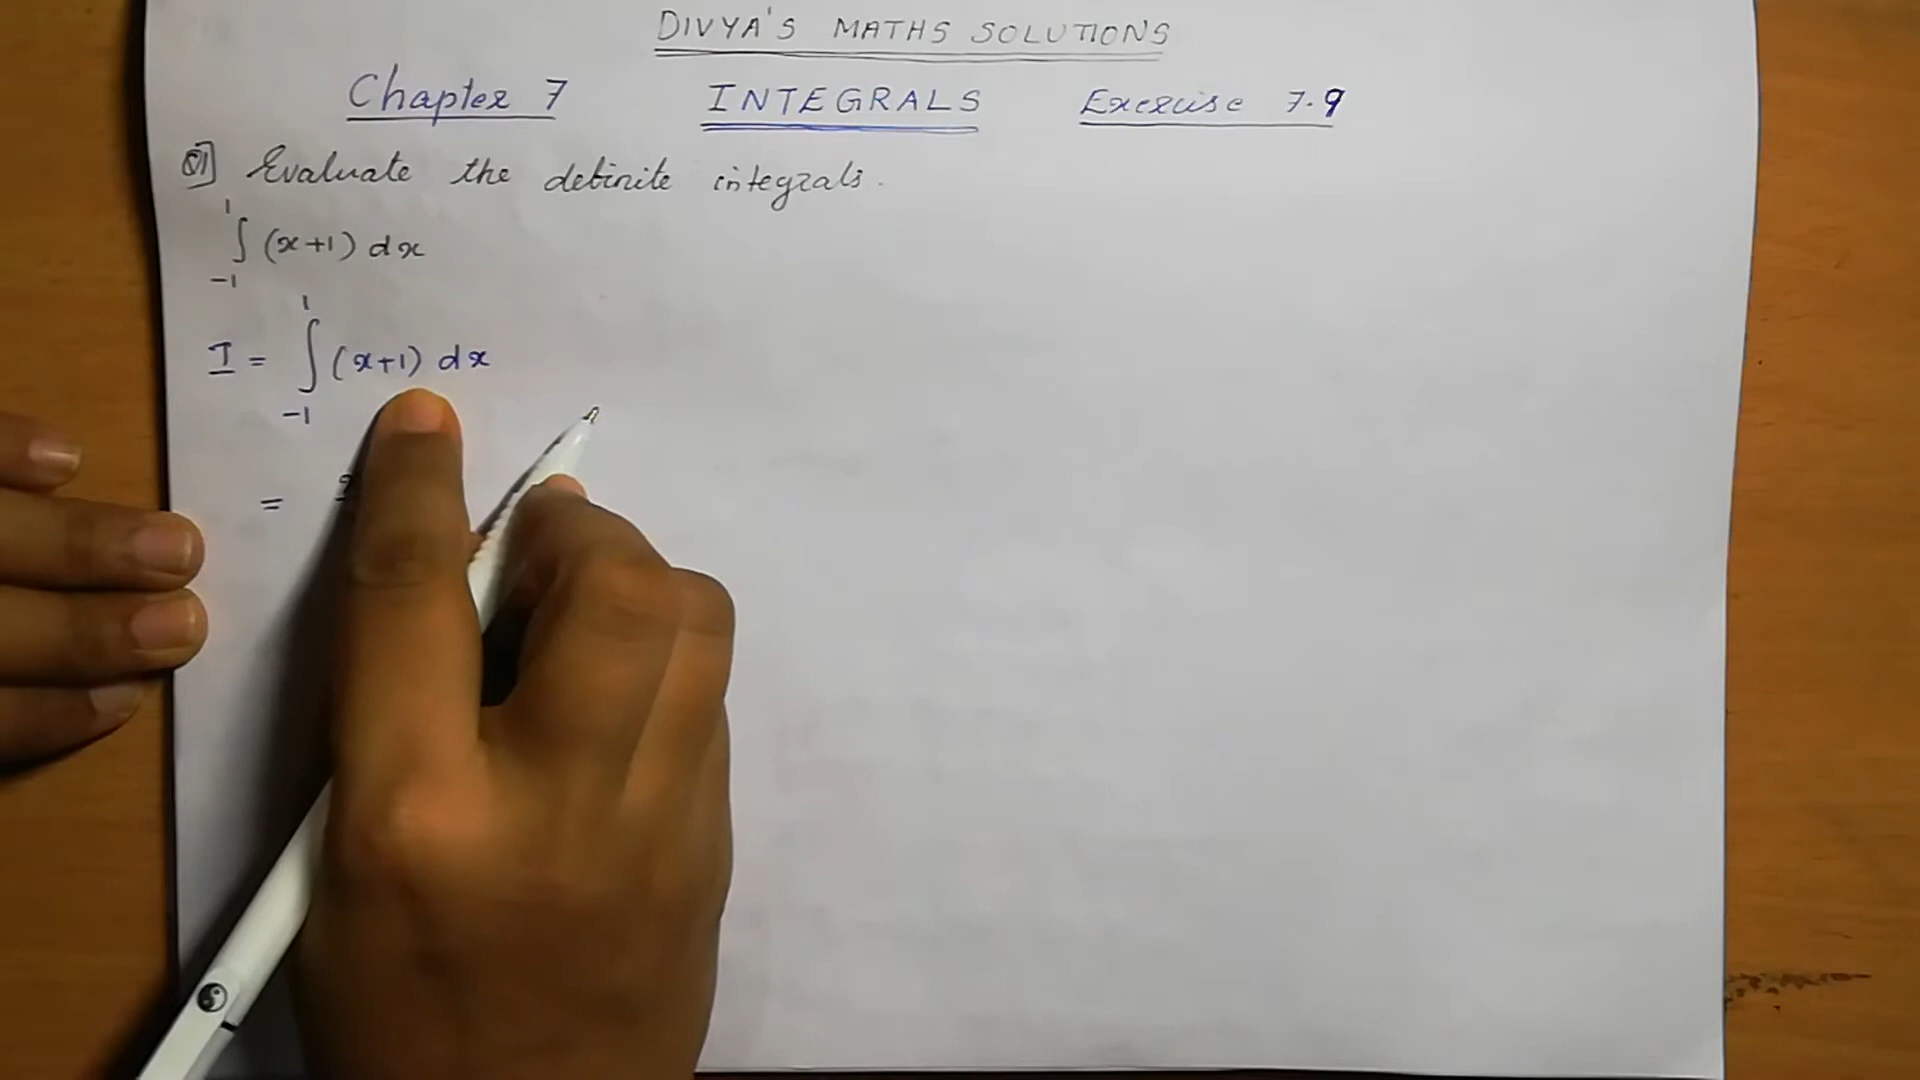 DIVYA'S MATHS SOLUTIONS
Chapter 7 INTEGRALS Exercise 7.9
Q1] Evaluate the definite integrals.
∫₋₁¹ (x+1) dx
I = ∫₋₁¹ (x+1) dx
=